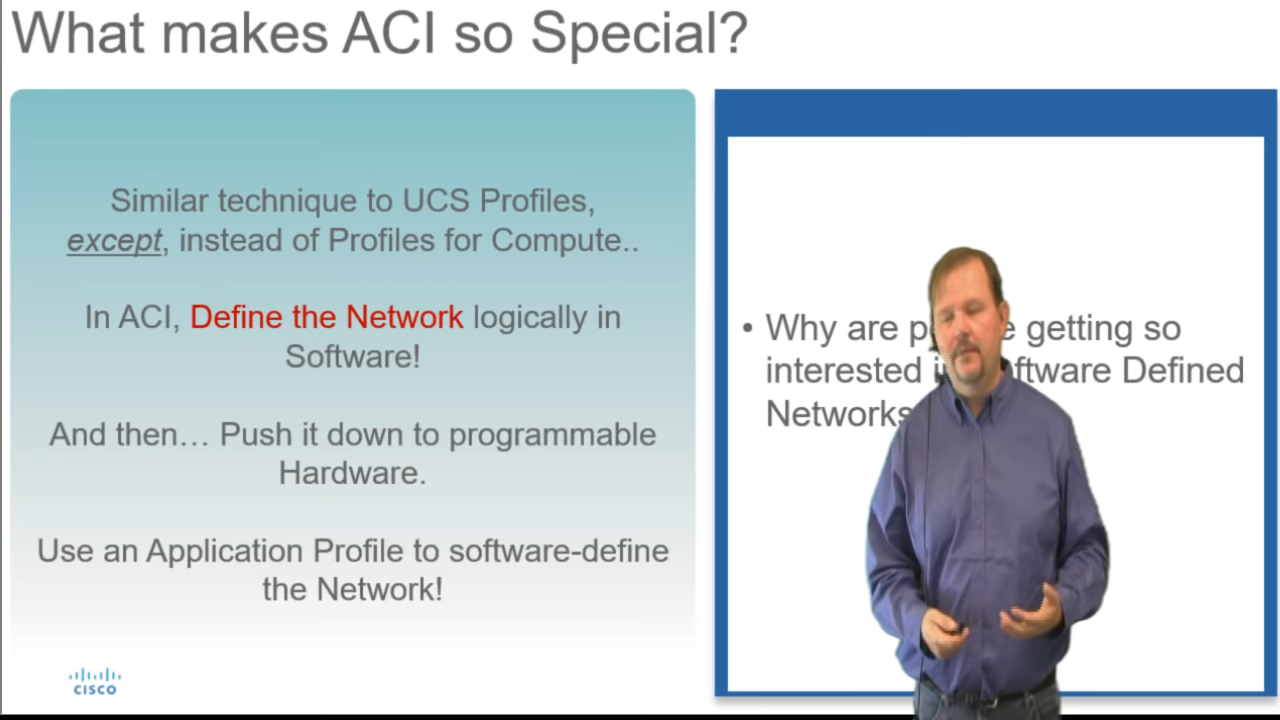 What makes ACI so Special?
Similar technique to UCS Profiles,
except, instead of Profiles for Compute..
In ACI, Define the Network logically in
Software!
And then… Push it down to programmable
Hardware.
Use an Application Profile to software-define
the Network!
• Why are getting so
interested Defined
Networks
CISCO